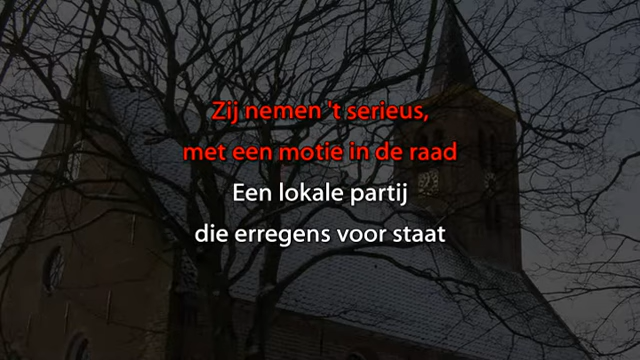 Zij nemen 't serieus,
met een motie in de raad
Een lokale partij
die erregens voor staat